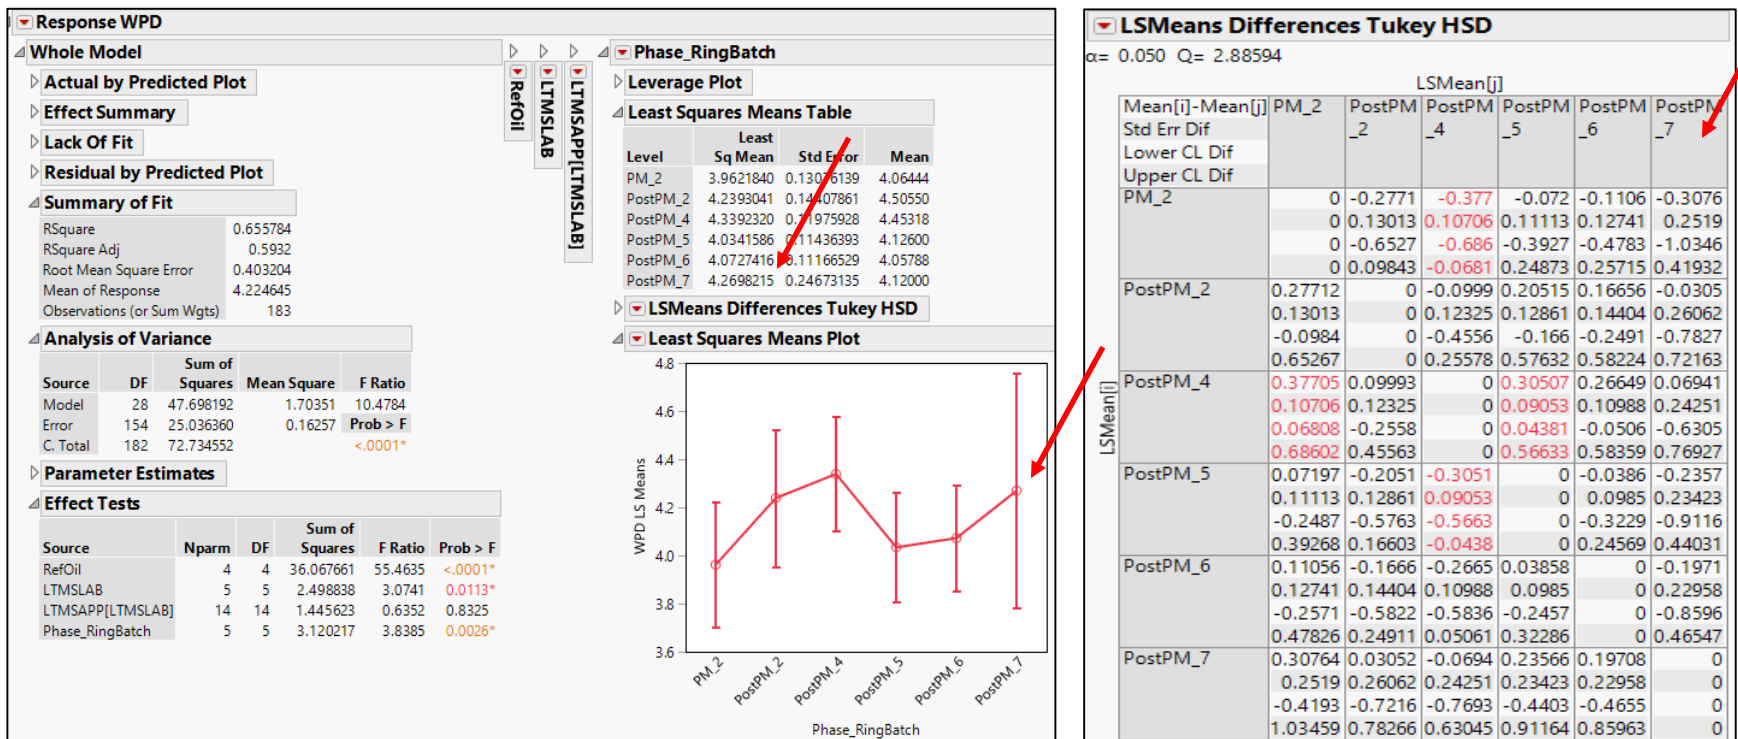 Response WPD
Whole Model
Actual by Predicted Plot
Effect Summary
Lack Of Fit
Residual by Predicted Plot
Summary of Fit
RSquare 0.655784
RSquare Adj 0.5932
Root Mean Square Error 0.403204
Mean of Response 4.224645
Observations (or Sum Wgts) 183
Analysis of Variance
Sum of
Source DF Squares Mean Square F Ratio
Model 28 47.698192 1.70351 10.4784
Error 154 25.036360 0.16257 Prob > F
C. Total 182 72.734552 <.0001*
Parameter Estimates
Effect Tests
Sum of
Source Nparm DF Squares F Ratio Prob > F
RefOil 4 4 36.067661 55.4635 <.0001*
LTMSLAB 5 5 2.498838 3.0741 0.0113*
LTMSAPP[LTMSLAB] 14 14 1.445623 0.6352 0.8325
Phase_RingBatch 5 5 3.120217 3.8385 0.0026*
RefOil
LTMSLAB
LTMSAPP[LTMSLAB]
Phase_RingBatch
Leverage Plot
Least Squares Means Table
Least
Level Sq Mean Std Error Mean
PM_2 3.9621840 0.13076139 4.06444
PostPM_2 4.2393041 0.14407861 4.50550
PostPM_4 4.3392320 0.11975928 4.45318
PostPM_5 4.0341586 0.11436393 4.12600
PostPM_6 4.0727416 0.11166529 4.05788
PostPM_7 4.2698215 0.24673135 4.12000
LSMeans Differences Tukey HSD
Least Squares Means Plot
4.8
4.6
4.4
4.2
4.0
3.8
3.6
WPD LS Means
PM_2 PostPM_2 PostPM_4 PostPM_5 PostPM_6 PostPM_7
Phase_RingBatch
LSMeans Differences Tukey HSD
α= 0.050 Q= 2.88594
LSMean[j]
Mean[i]-Mean[j] PM_2 PostPM PostPM PostPM PostPM PostPM
Std Err Dif _2 _4 _5 _6 _7
Lower CL Dif
Upper CL Dif
LSMean[i]
PM_2 0 -0.2771 -0.377 -0.072 -0.1106 -0.3076
0 0.13013 0.10706 0.11113 0.12741 0.2519
0 -0.6527 -0.686 -0.3927 -0.4783 -1.0346
0 0.09843 -0.0681 0.24873 0.25715 0.41932
PostPM_2 0.27712 0 -0.0999 0.20515 0.16656 -0.0305
0.13013 0 0.12325 0.12861 0.14404 0.26062
-0.0984 0 -0.4556 -0.166 -0.2491 -0.7827
0.65267 0 0.25578 0.57632 0.58224 0.72163
PostPM_4 0.37705 0.09993 0 0.30507 0.26649 0.06941
0.10706 0.12325 0 0.09053 0.10988 0.24251
0.06808 -0.2558 0 0.04381 -0.0506 -0.6305
0.68602 0.45563 0 0.56633 0.58359 0.76927
PostPM_5 0.07197 -0.2051 -0.3051 0 -0.0386 -0.2357
0.11113 0.12861 0.09053 0 0.0985 0.23423
-0.2487 -0.5763 -0.5663 0 -0.3229 -0.9116
0.39268 0.16603 -0.0438 0 0.24569 0.44031
PostPM_6 0.11056 -0.1666 -0.2665 0.03858 0 -0.1971
0.12741 0.14404 0.10988 0.0985 0 0.22958
-0.2571 -0.5822 -0.5836 -0.2457 0 -0.8596
0.47826 0.24911 0.05061 0.32286 0 0.46547
PostPM_7 0.30764 0.03052 -0.0694 0.23566 0.19708 0
0.2519 0.26062 0.24251 0.23423 0.22958 0
-0.4193 -0.7216 -0.7693 -0.4403 -0.4655 0
1.03459 0.78266 0.63045 0.91164 0.85963 0